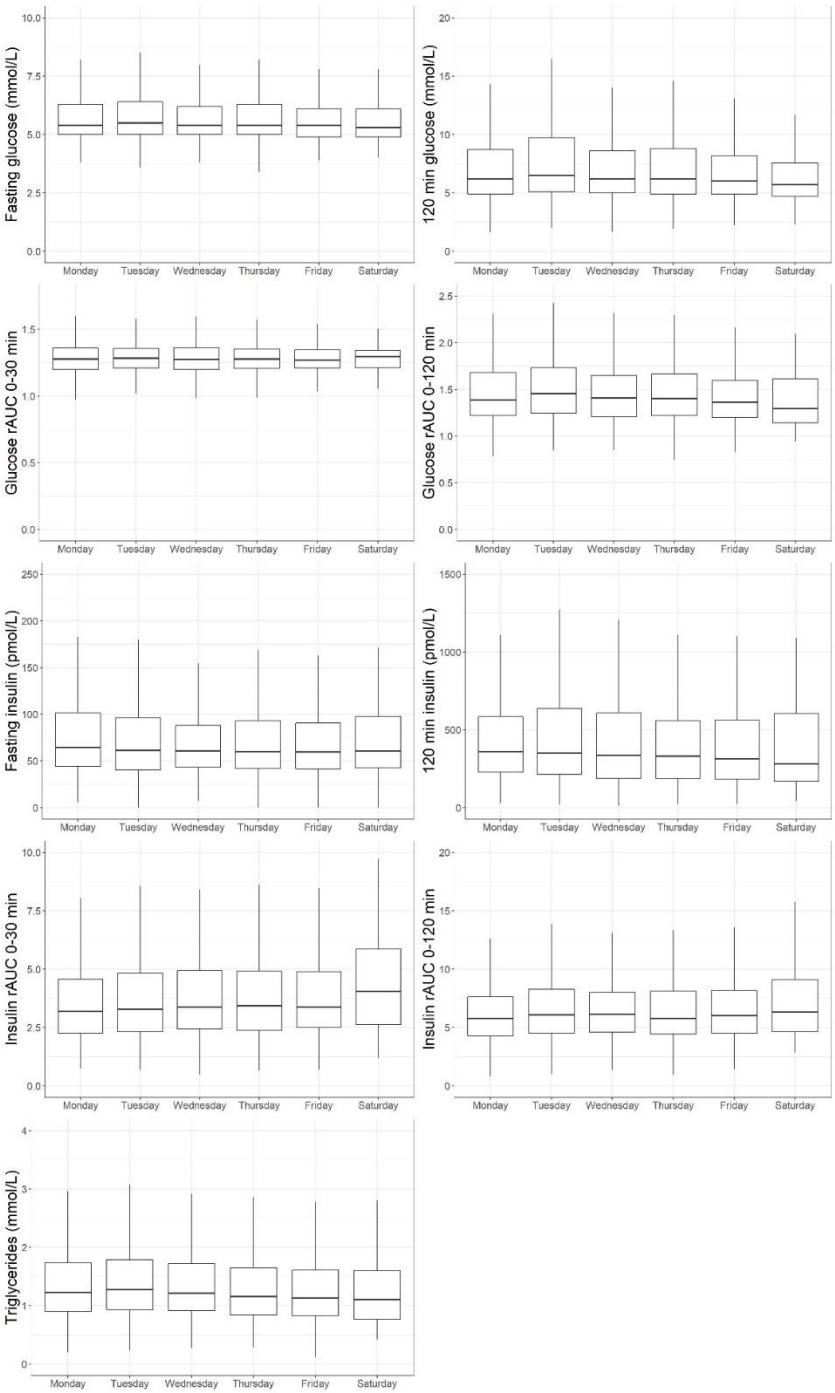 Fasting glucose (mmol/L)
10.0
7.5
5.0
2.5
0.0
Monday Tuesday Wednesday Thursday Friday Saturday
120 min glucose (mmol/L)
20
15
10
5
0
Monday Tuesday Wednesday Thursday Friday Saturday
Glucose rAUC 0-30 min
1.5
1.0
0.5
0.0
Monday Tuesday Wednesday Thursday Friday Saturday
Glucose rAUC 0-120 min
2.5
2.0
1.5
1.0
0.5
0.0
Monday Tuesday Wednesday Thursday Friday Saturday
Fasting insulin (pmol/L)
250
200
150
100
50
0
Monday Tuesday Wednesday Thursday Friday Saturday
120 min insulin (pmol/L)
1500
1000
500
0
Monday Tuesday Wednesday Thursday Friday Saturday
Insulin rAUC 0-30 min
10.0
7.5
5.0
2.5
0.0
Monday Tuesday Wednesday Thursday Friday Saturday
Insulin rAUC 0-120 min
20
15
10
5
0
Monday Tuesday Wednesday Thursday Friday Saturday
Triglycerides (mmol/L)
4
3
2
1
0
Monday Tuesday Wednesday Thursday Friday Saturday